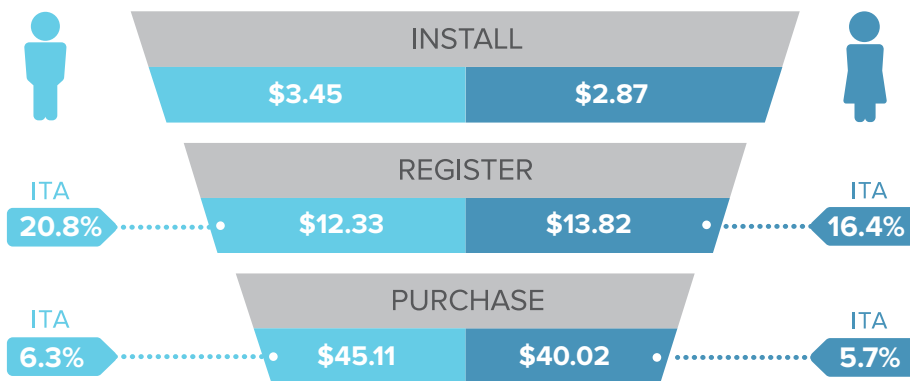 INSTALL
$3.45 $2.87
REGISTER
ITA ITA
20.8% $12.33 $13.82 16.4%
PURCHASE
ITA ITA
6.3% $45.11 $40.02 5.7%